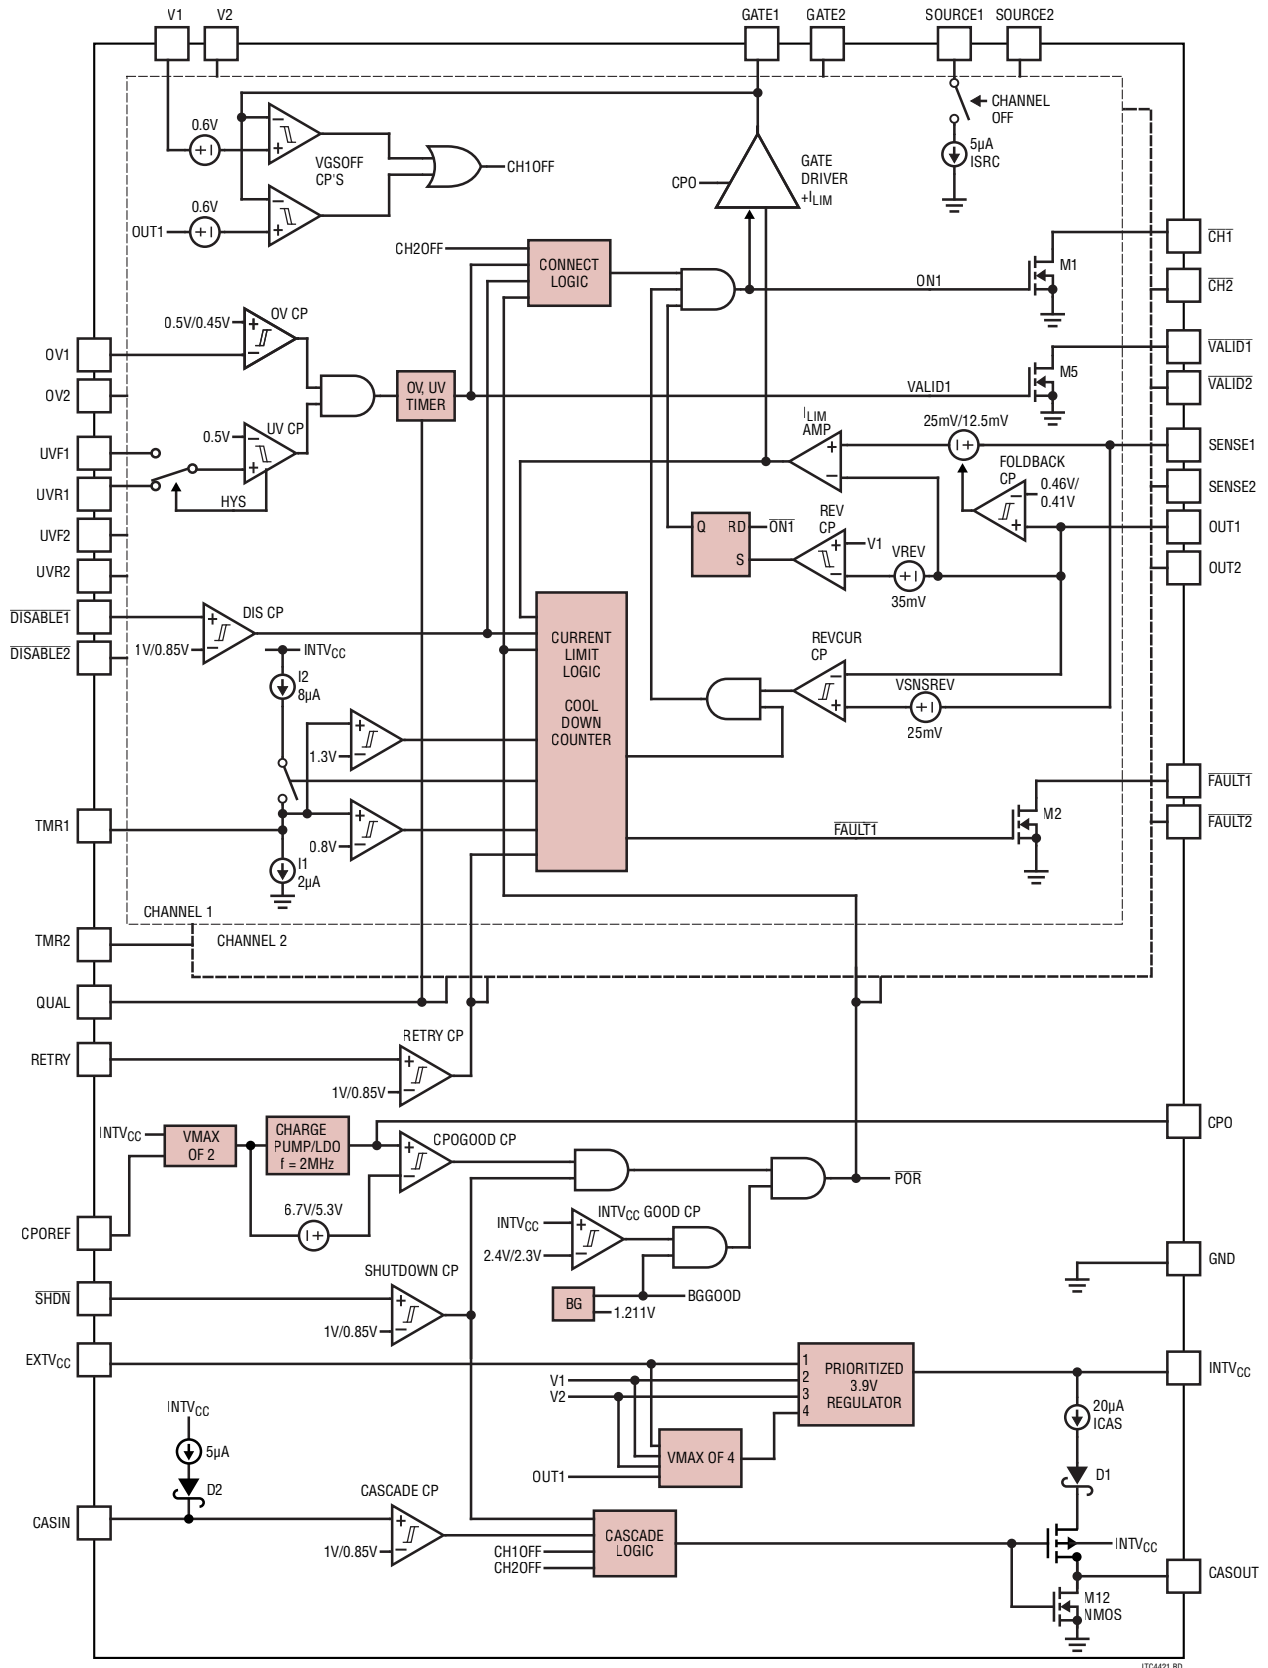 V1
V2
GATE1
GATE2
SOURCE1
SOURCE2
0.6V
VGSOFF
CP'S
CH1OFF
0.6V
OUT1
CPO
GATE
DRIVER
+ILIM
CHANNEL
OFF
5µA
ISRC
CH2OFF
CONNECT
LOGIC
ON1
M1
CH1
CH2
OV CP
0.5V/0.45V
OV1
OV2
OV, UV
TIMER
VALID1
M5
VALID1
VALID2
0.5V
UV CP
UVF1
UVR1
HYS
UVF2
UVR2
ILIM
AMP
25mV/12.5mV
FOLDBACK
CP
0.46V/
0.41V
SENSE1
SENSE2
OUT1
OUT2
Q
RD
S
ON1
REV
CP
V1
VREV
35mV
DISABLE1
DISABLE2
DIS CP
1V/0.85V
INTVCC
I2
8µA
1.3V
0.8V
I1
2µA
TMR1
CURRENT
LIMIT
LOGIC
COOL
DOWN
COUNTER
REVCUR
CP
VSNSREV
25mV
FAULT1
M2
FAULT1
FAULT2
CHANNEL 1
CHANNEL 2
TMR2
QUAL
RETRY
RETRY CP
1V/0.85V
INTVCC
VMAX
OF 2
CHARGE
PUMP/LDO
f = 2MHz
CPOGOOD CP
6.7V/5.3V
CPO
CPOREF
POR
INTVCC
INTVCC GOOD CP
2.4V/2.3V
BG
BGGOOD
1.211V
GND
SHDN
SHUTDOWN CP
1V/0.85V
EXTVCC
V1
V2
1
2
3
4
PRIORITIZED
3.9V
REGULATOR
INTVCC
VMAX OF 4
OUT1
INTVCC
5µA
D2
20µA
ICAS
D1
CASIN
CASCADE CP
1V/0.85V
CH1OFF
CH2OFF
CASCADE
LOGIC
INTVCC
CASOUT
M12
NMOS
LTC4421 BD